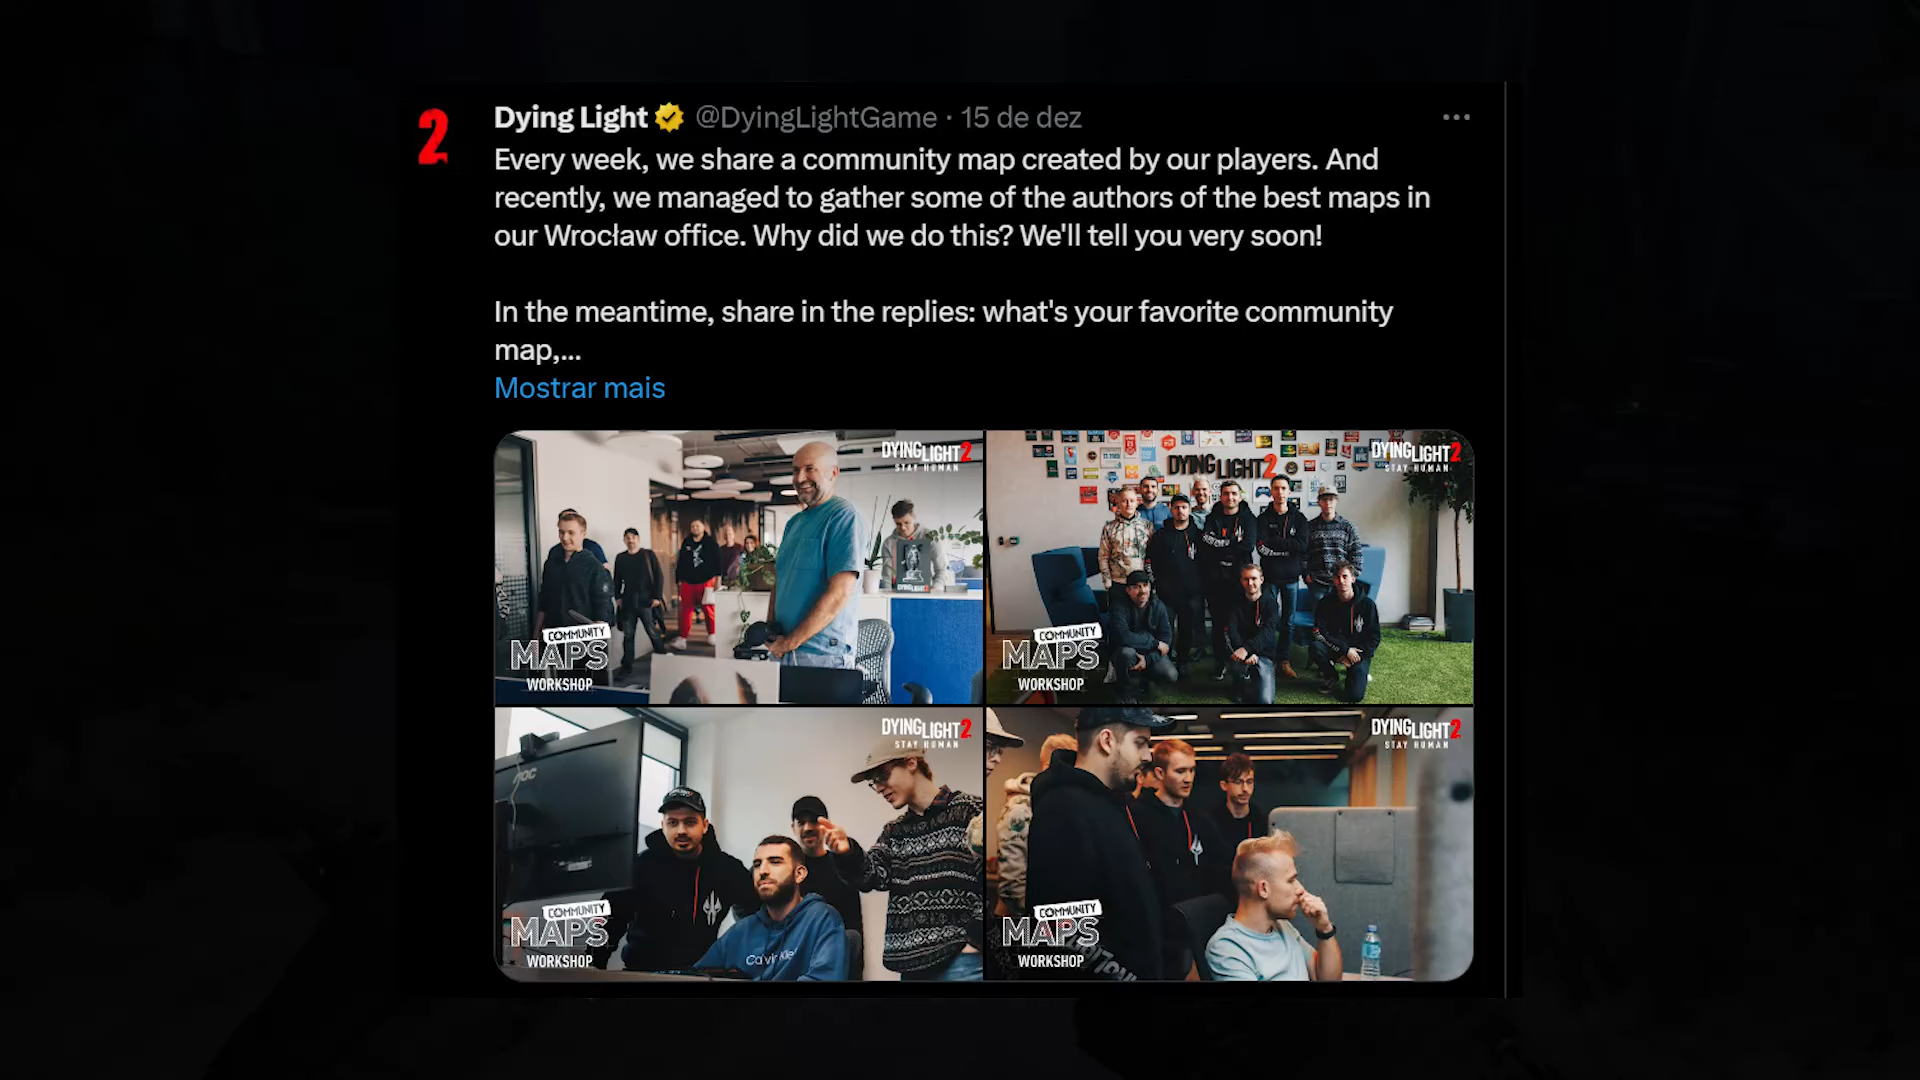 2
Dying Light @DyingLightGame · 15 de dez
Every week, we share a community map created by our players. And
recently, we managed to gather some of the authors of the best maps in
our Wrocław office. Why did we do this? We'll tell you very soon!
In the meantime, share in the replies: what's your favorite community
map,...
Mostrar mais
DYING LIGHT 2
STAY HUMAN
COMMUNITY
MAPS
WORKSHOP
DYING LIGHT 2
DYING LIGHT 2
STAY HUMAN
COMMUNITY
MAPS
WORKSHOP
DYING LIGHT 2
STAY HUMAN
AOC
COMMUNITY
MAPS
WORKSHOP
DYING LIGHT 2
STAY HUMAN
COMMUNITY
MAPS
WORKSHOP